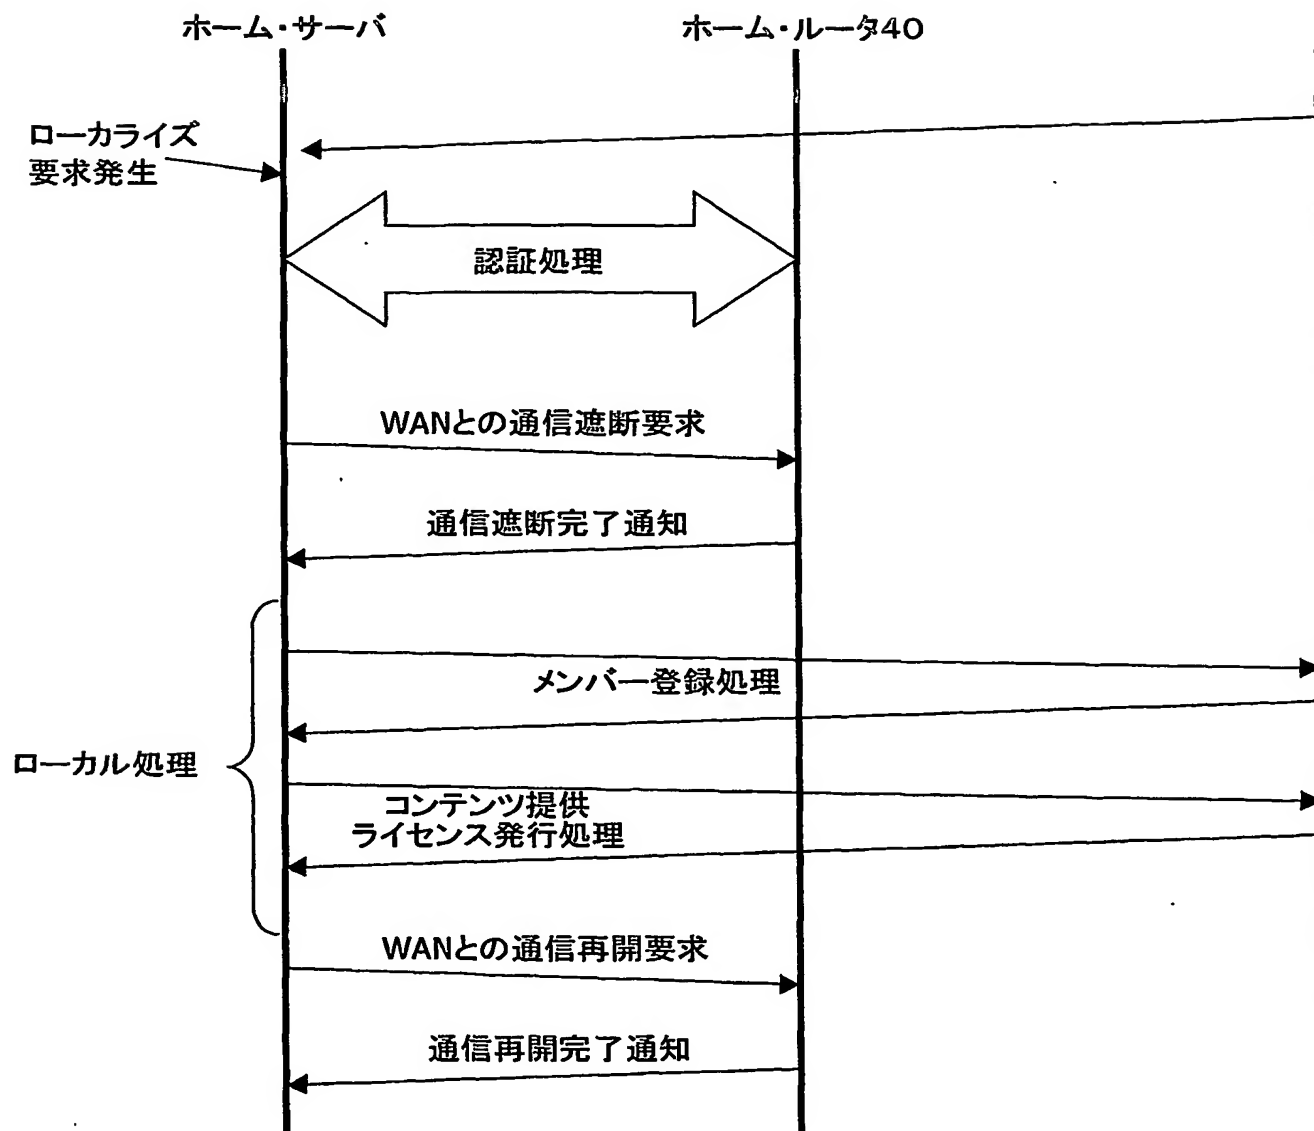 ホーム・サーバ
ホーム・ルータ40
ローカライズ
要求発生
認証処理
WANとの通信遮断要求
通信遮断完了通知
メンバー登録処理
ローカル処理
コンテンツ提供
ライセンス発行処理
WANとの通信再開要求
通信再開完了通知